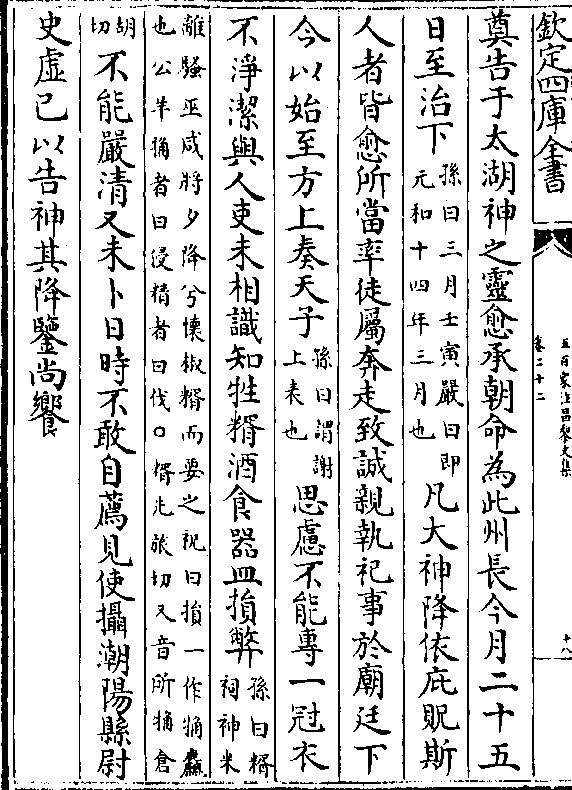 欽定四庫全書
五百家注昌黎文集
卷二十二
十八
奠告于太湖神之靈愈承朝命為此州長今月二十五
日至治下孫曰三月壬寅嚴曰即元和十四年三月也凡大神降依庇貺斯
人者皆愈所當率徒屬奔走致誠親執祀事於廟廷下
今以始至方上奏天子孫曰謂謝上表也思慮不能專一冠衣
不淨潔與人吏未相識知牲糈酒食器皿損弊孫曰糈祠神米
離騷巫咸將夕降兮懷椒糈而要之祝曰損一作觕麤
也公羊觕者曰侵精者曰伐○糈先旅切又音所觕倉
胡切不能嚴清又未卜日時不敢自薦見使攝潮陽縣尉
史虛已以告神其降鑒尚饗